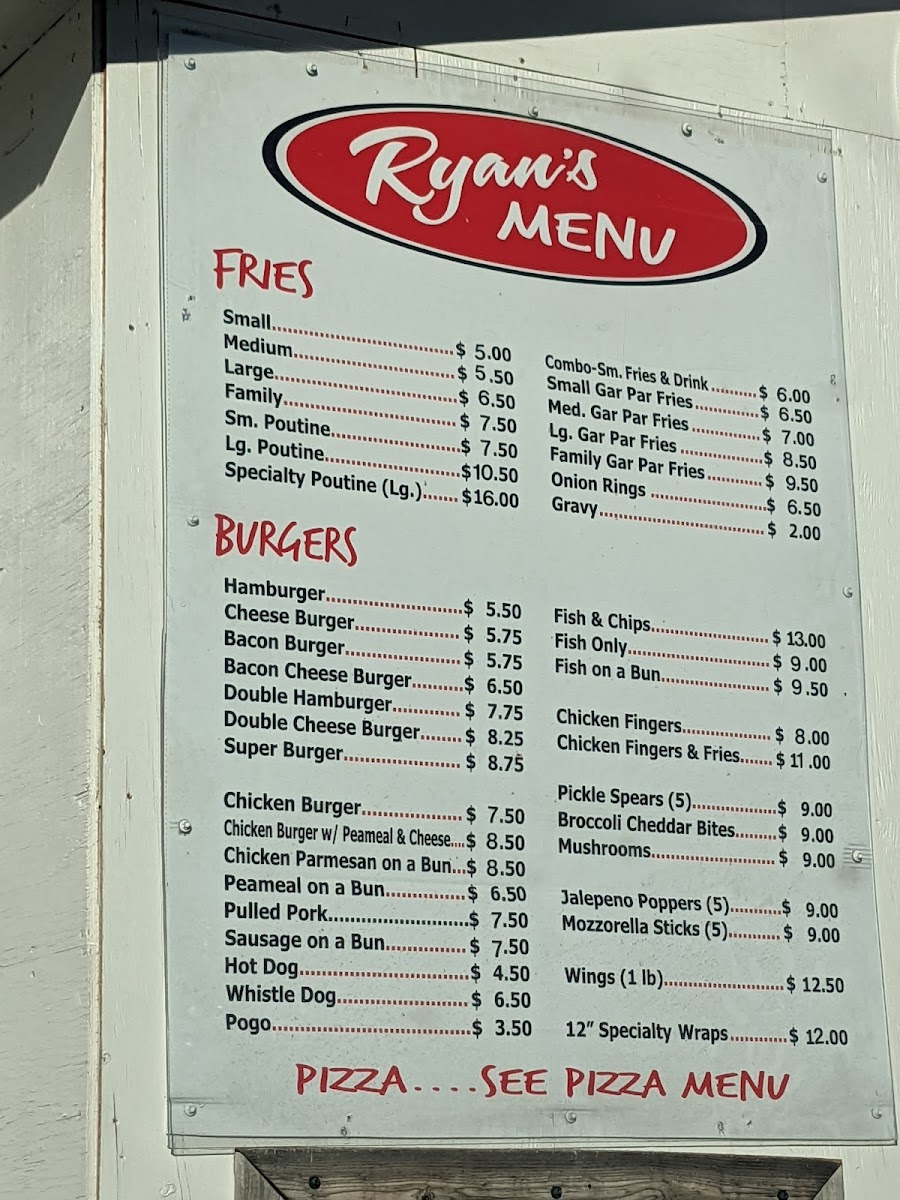 Ryan's
MENU
FRIES
Small..............................$ 5.00
Medium..........................$ 5.50
Large.............................$ 6.50
Family............................$ 7.50
Sm. Poutine.....................$ 7.50
Lg. Poutine......................$10.50
Specialty Poutine (Lg.).......$16.00
Combo-Sm. Fries & Drink.........$ 6.00
Small Gar Par Fries.............$ 6.50
Med. Gar Par Fries..............$ 7.00
Lg. Gar Par Fries................$ 8.50
Family Gar Par Fries...........$ 9.50
Onion Rings.......................$ 6.50
Gravy................................$ 2.00
BURGERS
Hamburger.........................$ 5.50
Cheese Burger....................$ 5.75
Bacon Burger.....................$ 5.75
Bacon Cheese Burger.........$ 6.50
Double Hamburger............$ 7.75
Double Cheese Burger.......$ 8.25
Super Burger.....................$ 8.75
Chicken Burger..................$ 7.50
Chicken Burger w/ Peameal & Cheese....$ 8.50
Chicken Parmesan on a Bun...$ 8.50
Peameal on a Bun..............$ 6.50
Pulled Pork........................$ 7.50
Sausage on a Bun..............$ 7.50
Hot Dog............................$ 4.50
Whistle Dog.......................$ 6.50
Pogo.................................$ 3.50
Fish & Chips......................$ 13.00
Fish Only..........................$ 9.00
Fish on a Bun....................$ 9.50
Chicken Fingers.................$ 8.00
Chicken Fingers & Fries.......$ 11.00
Pickle Spears (5)................$ 9.00
Broccoli Cheddar Bites........$ 9.00
Mushrooms.......................$ 9.00
Jalepeno Poppers (5)..........$ 9.00
Mozzorella Sticks (5)..........$ 9.00
Wings (1 lb)......................$ 12.50
12" Specialty Wraps............$ 12.00
PIZZA....SEE PIZZA MENU